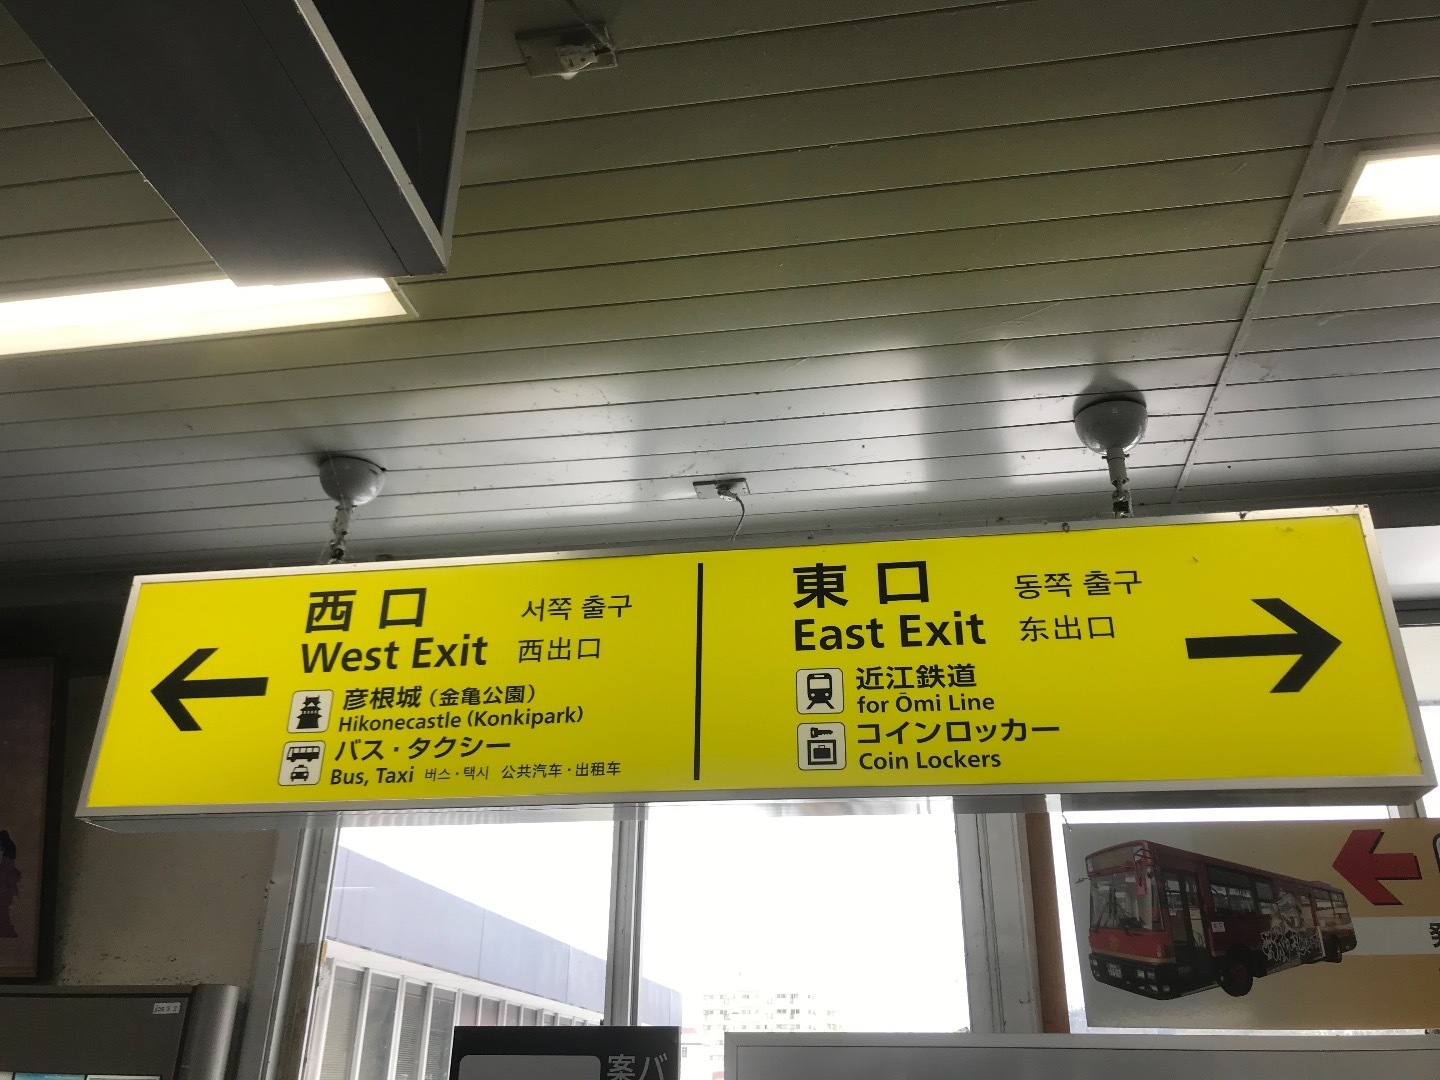 西口
West Exit
서쪽 출구
西出口
彦根城（金亀公園）
Hikonecastle (Konkipark)
バス・タクシー
Bus, Taxi 버스・택시 公共汽车・出租车
東口
East Exit
동쪽 출구
东出口
近江鉄道
for Ōmi Line
コインロッカー
Coin Lockers
案バ